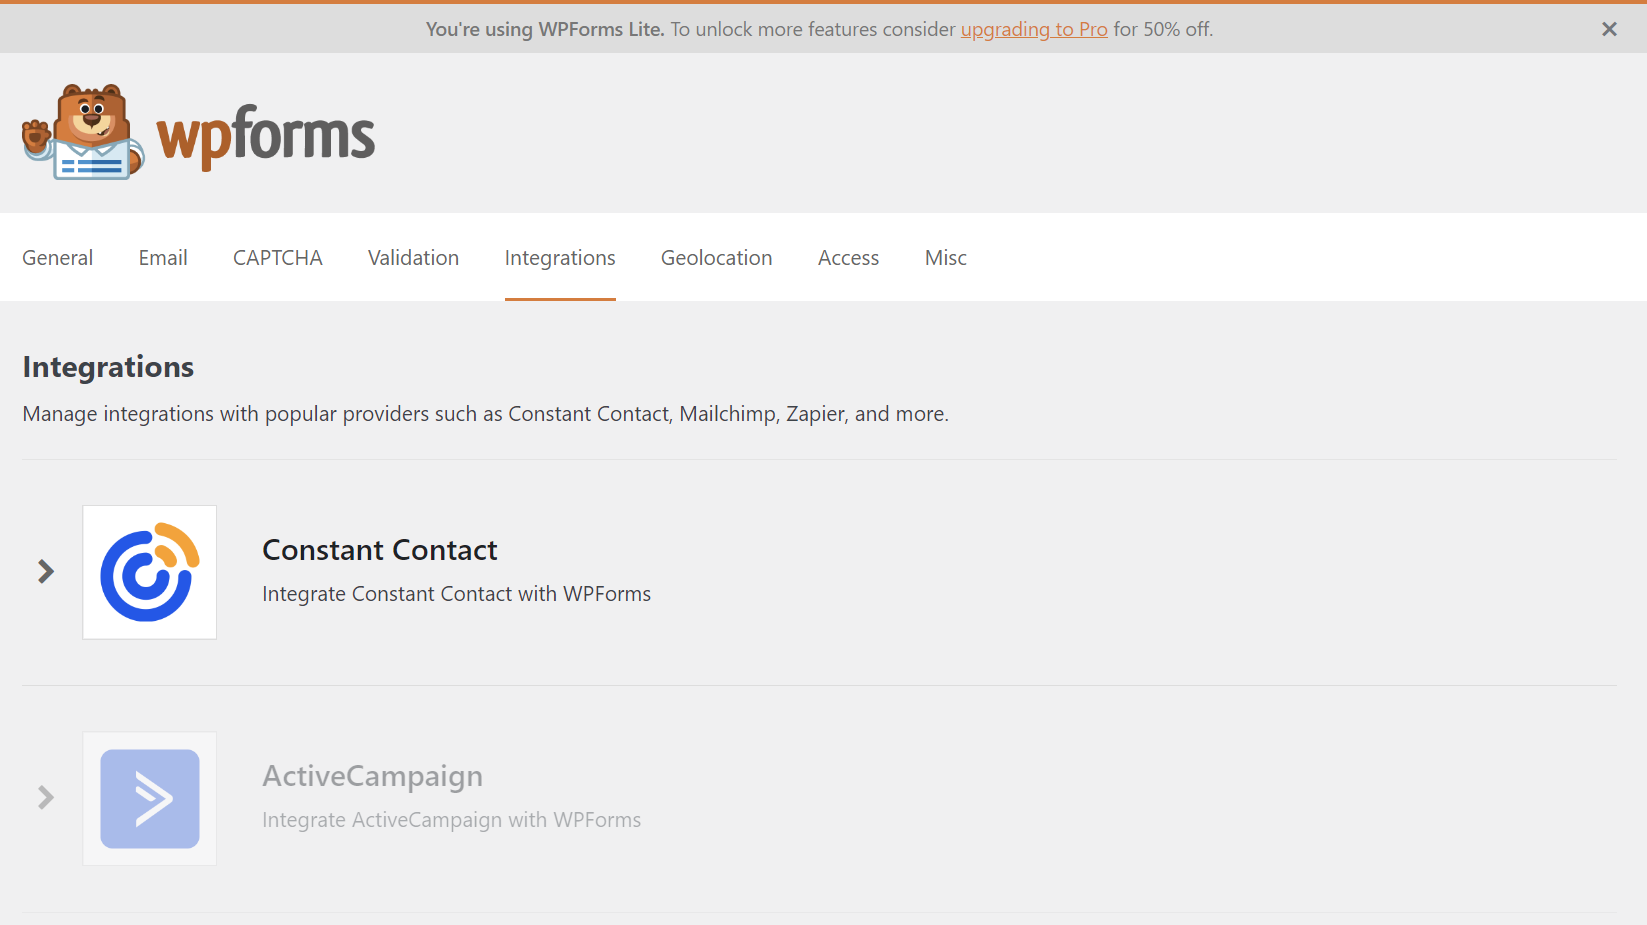 You're using WPForms Lite. To unlock more features consider upgrading to Pro for 50% off.
wpforms
General Email CAPTCHA Validation Integrations Geolocation Access Misc
Integrations
Manage integrations with popular providers such as Constant Contact, Mailchimp, Zapier, and more.
Constant Contact
Integrate Constant Contact with WPForms
ActiveCampaign
Integrate ActiveCampaign with WPForms